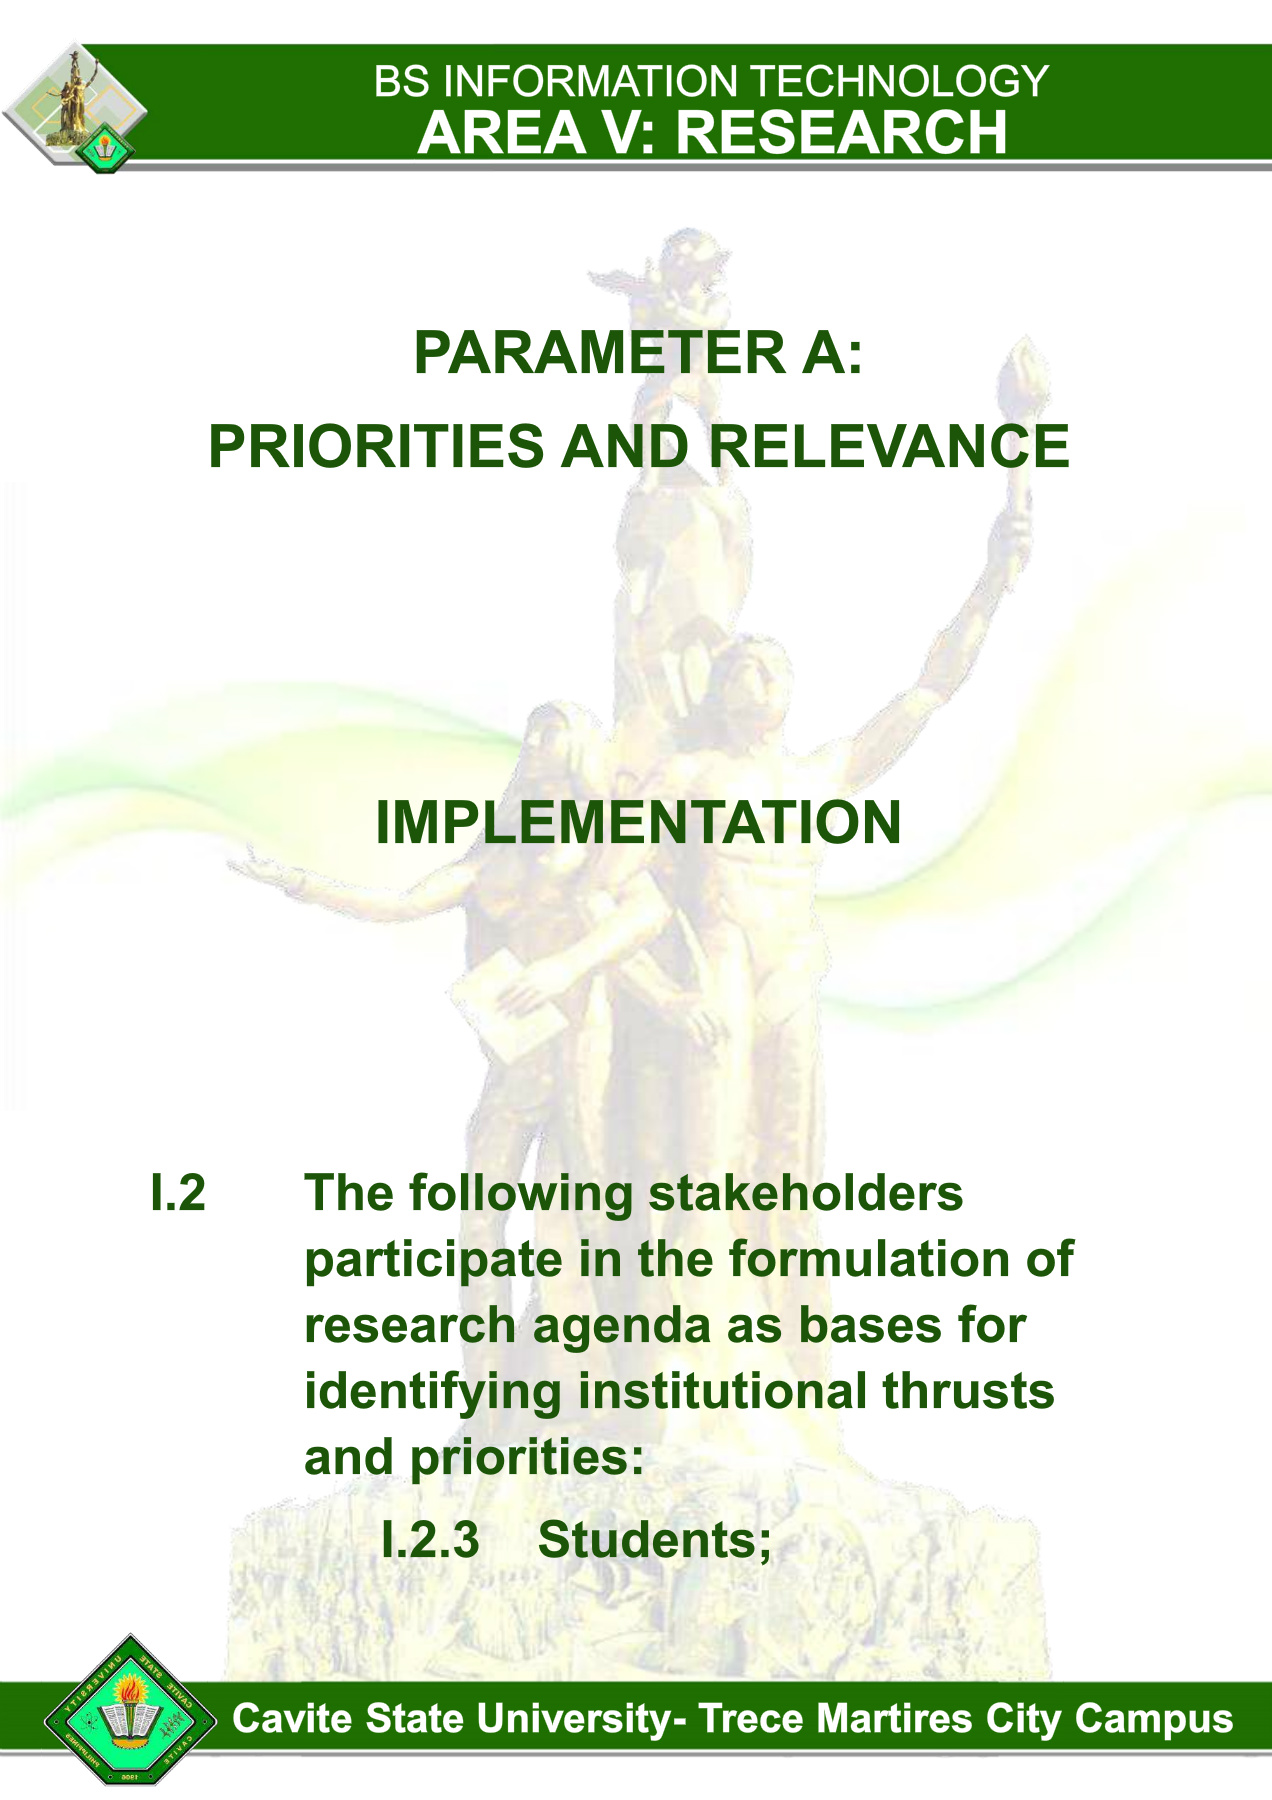 BS INFORMATION TECHNOLOGY
AREA V: RESEARCH
PARAMETER A:
PRIORITIES AND RELEVANCE
IMPLEMENTATION
I.2 The following stakeholders
participate in the formulation of
research agenda as bases for
identifying institutional thrusts
and priorities:
I.2.3 Students;
CAVITE STATE UNIVERSITY
CAVITE
PHILIPPINES
1906
Cavite State University- Trece Martires City Campus